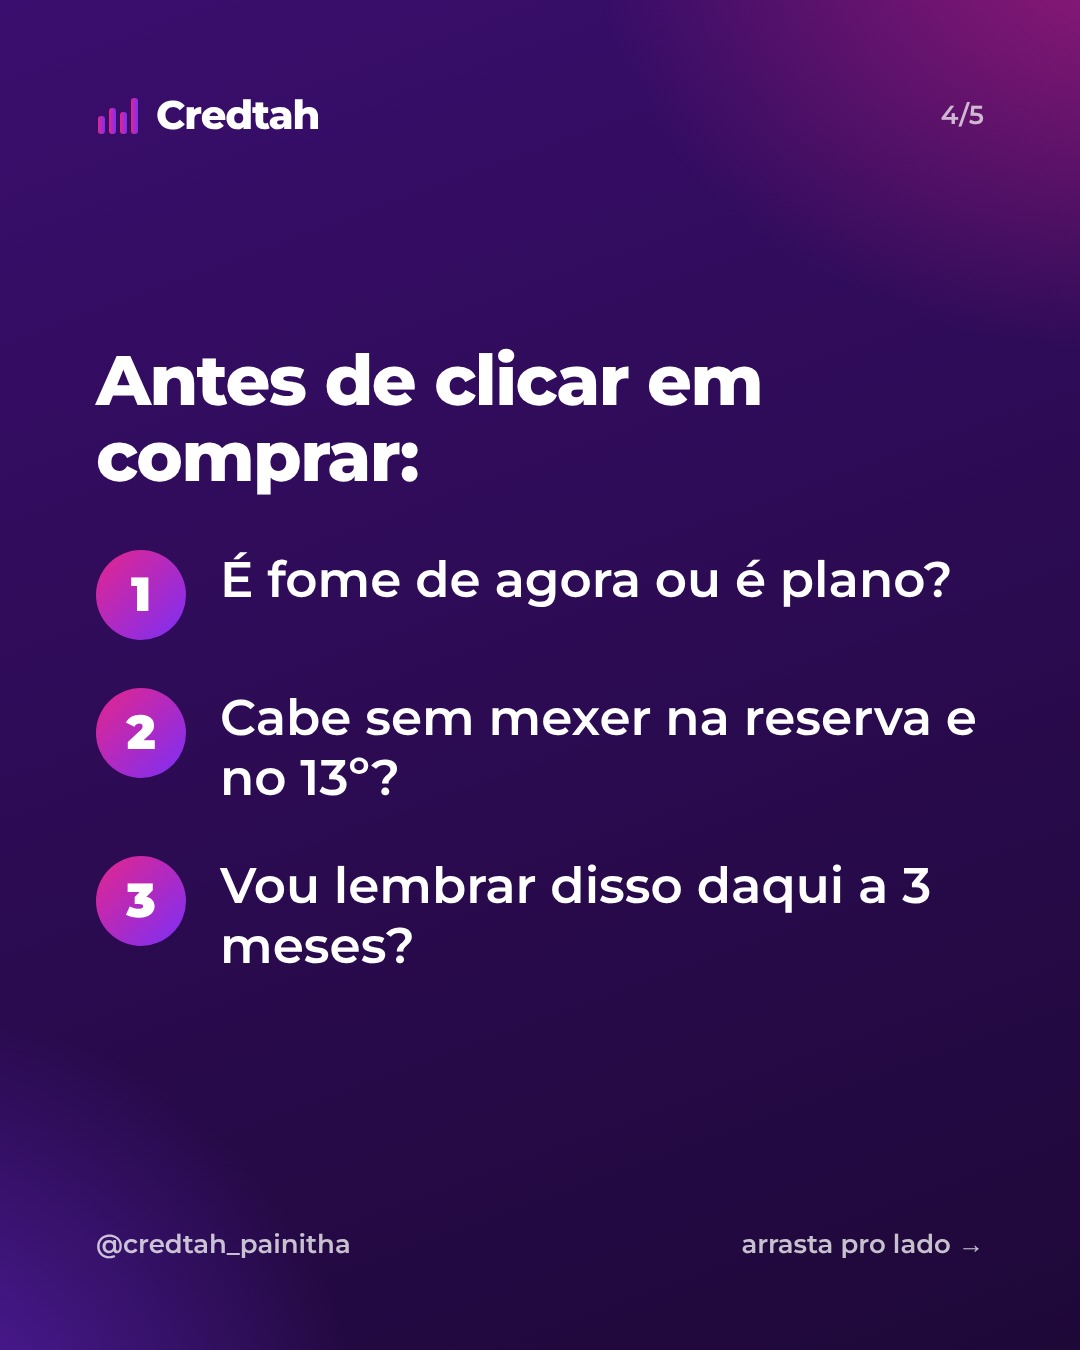 Credtah
4/5
Antes de clicar em
comprar:
1
É fome de agora ou é plano?
2
Cabe sem mexer na reserva e
no 13º?
3
Vou lembrar disso daqui a 3
meses?
@credtah_painitha
arrasta pro lado →